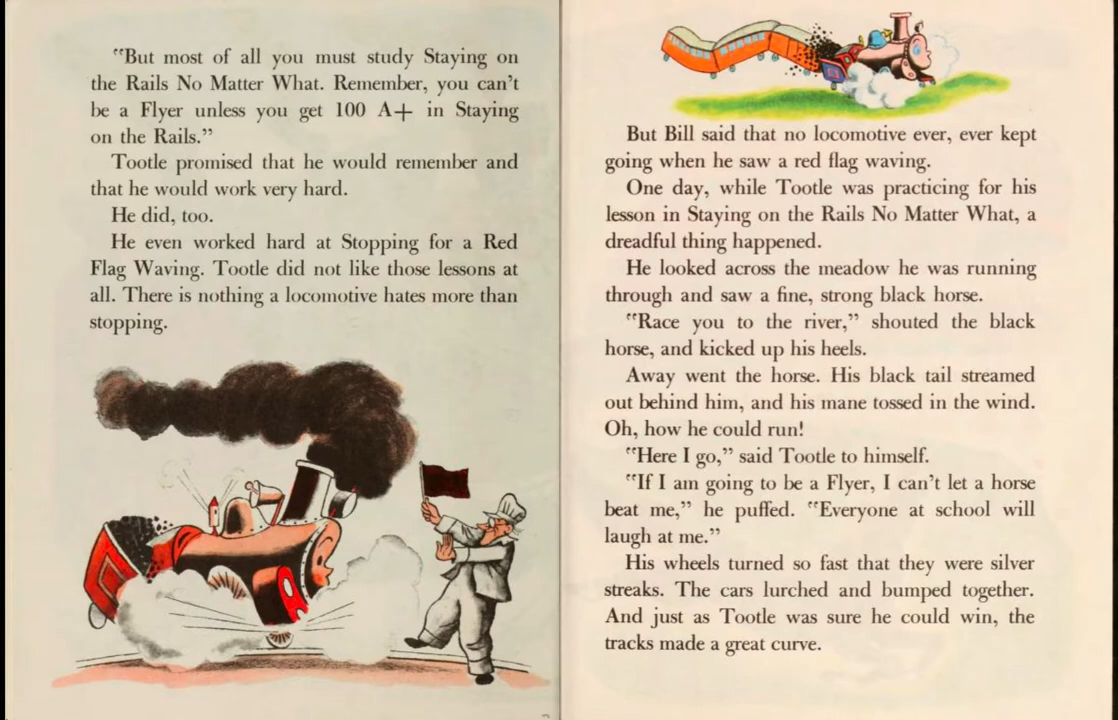 "But most of all you must study Staying on
the Rails No Matter What. Remember, you can't
be a Flyer unless you get 100 A+ in Staying
on the Rails."
Tootle promised that he would remember and
that he would work very hard.
He did, too.
He even worked hard at Stopping for a Red
Flag Waving. Tootle did not like those lessons at
all. There is nothing a locomotive hates more than
stopping.
But Bill said that no locomotive ever, ever kept
going when he saw a red flag waving.
One day, while Tootle was practicing for his
lesson in Staying on the Rails No Matter What, a
dreadful thing happened.
He looked across the meadow he was running
through and saw a fine, strong black horse.
"Race you to the river," shouted the black
horse, and kicked up his heels.
Away went the horse. His black tail streamed
out behind him, and his mane tossed in the wind.
Oh, how he could run!
"Here I go," said Tootle to himself.
"If I am going to be a Flyer, I can't let a horse
beat me," he puffed. "Everyone at school will
laugh at me."
His wheels turned so fast that they were silver
streaks. The cars lurched and bumped together.
And just as Tootle was sure he could win, the
tracks made a great curve.